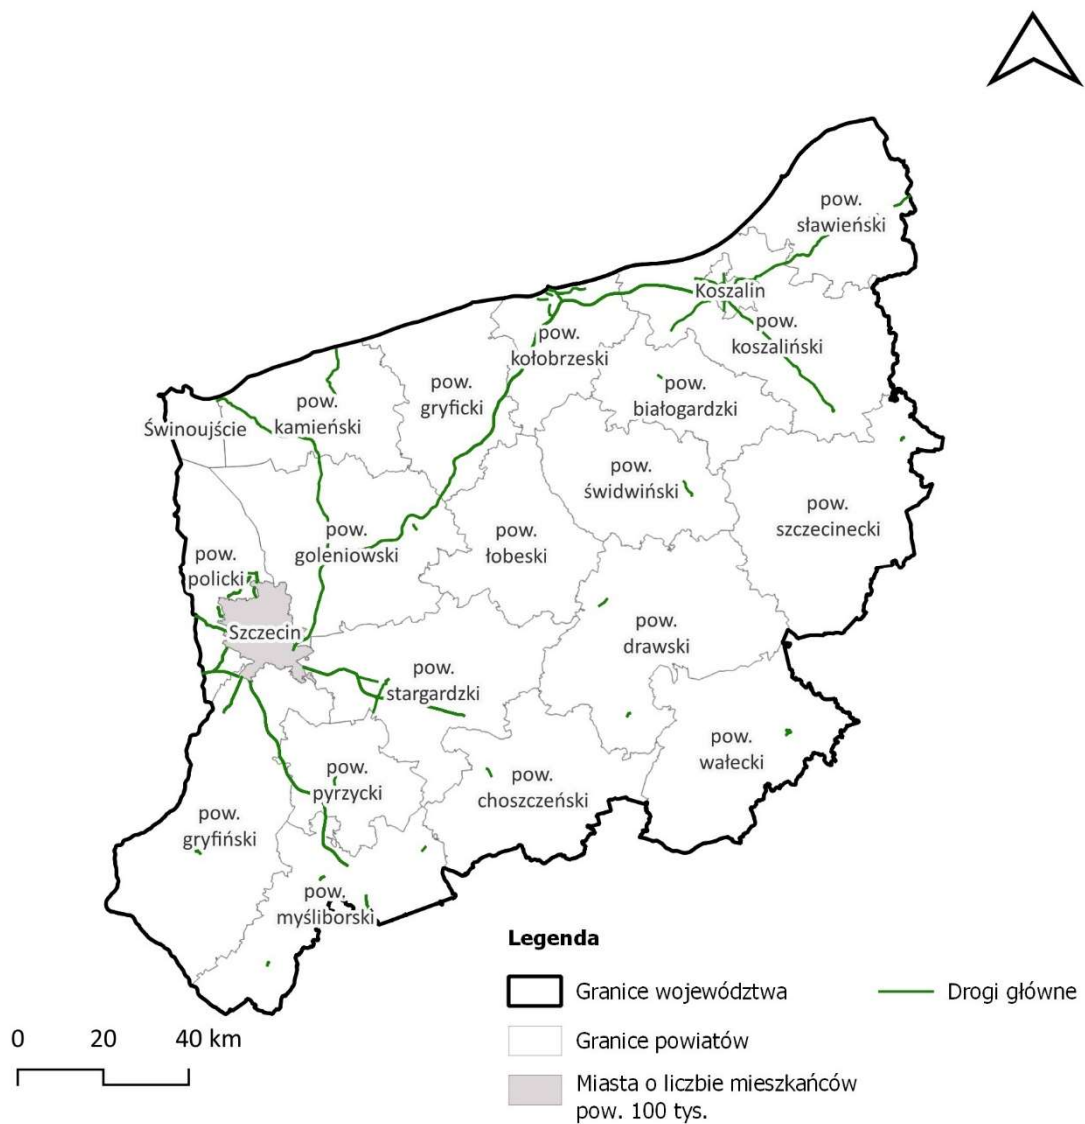 pow.
sławieński
Koszalin
pow.
koszaliński
pow.
kołobrzeski
pow.
gryficki
pow.
białogardzki
pow.
kamieński
Świnoujście
pow.
świdwiński
pow.
szczecinecki
pow.
goleniowski
pow.
łobeski
pow.
policki
Szczecin
pow.
drawski
pow.
stargardzki
pow.
wałecki
pow.
pyrzycki
pow.
choszczeński
pow.
gryfiński
pow.
myśliborski
Legenda
Granice województwa
Drogi główne
Granice powiatów
Miasta o liczbie mieszkańców
pow. 100 tys.
0 20 40 km